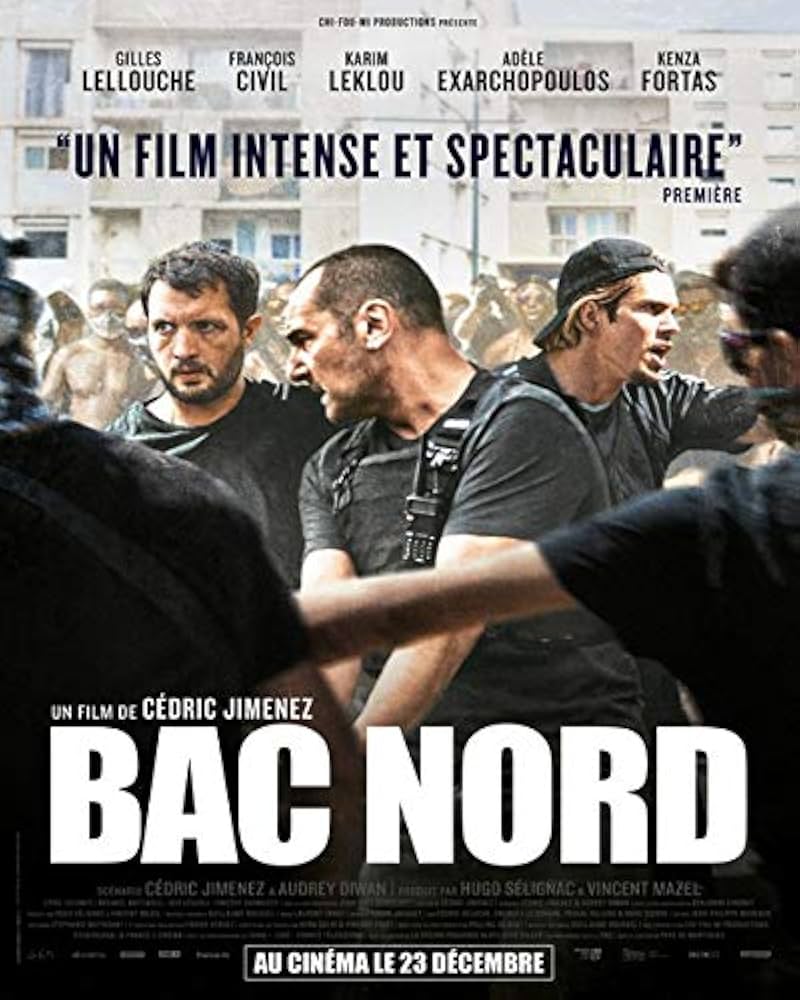 CHI-FOU-MI PRODUCTIONS PRÉSENTE
GILLES LELLOUCHE
FRANÇOIS CIVIL
KARIM LEKLOU
ADÈLE EXARCHOPOULOS
KENZA FORTAS
“UN FILM INTENSE ET SPECTACULAIRE”
PREMIÈRE
UN FILM DE CÉDRIC JIMENEZ
BAC NORD
SCÉNARIO CÉDRIC JIMENEZ & AUDREY DIWAN PRODUIT PAR HUGO SÉLIGNAC & VINCENT MAZEL
AU CINÉMA LE 23 DÉCEMBRE